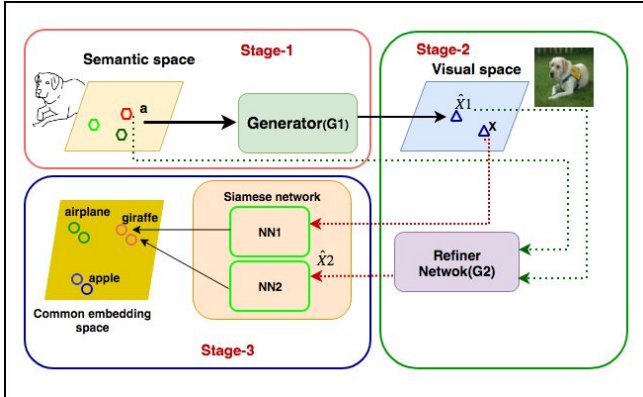 Stage-1
Semantic space
a
Generator(G1)
Stage-2
Visual space
X̂1
X
Siamese network
NN1
NN2
X̂2
Refiner
Netwok(G2)
airplane
giraffe
apple
Common embedding
space
Stage-3